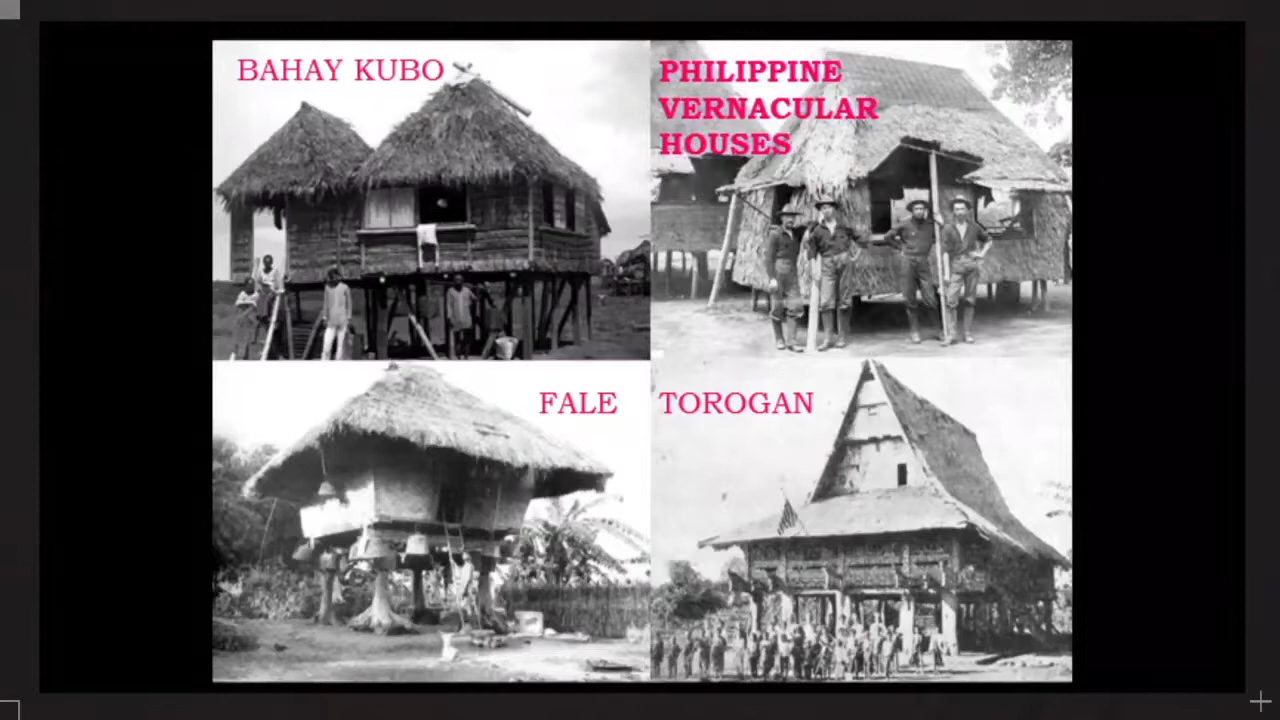 BAHAY KUBO
PHILIPPINE
VERNACULAR
HOUSES
FALE
TOROGAN